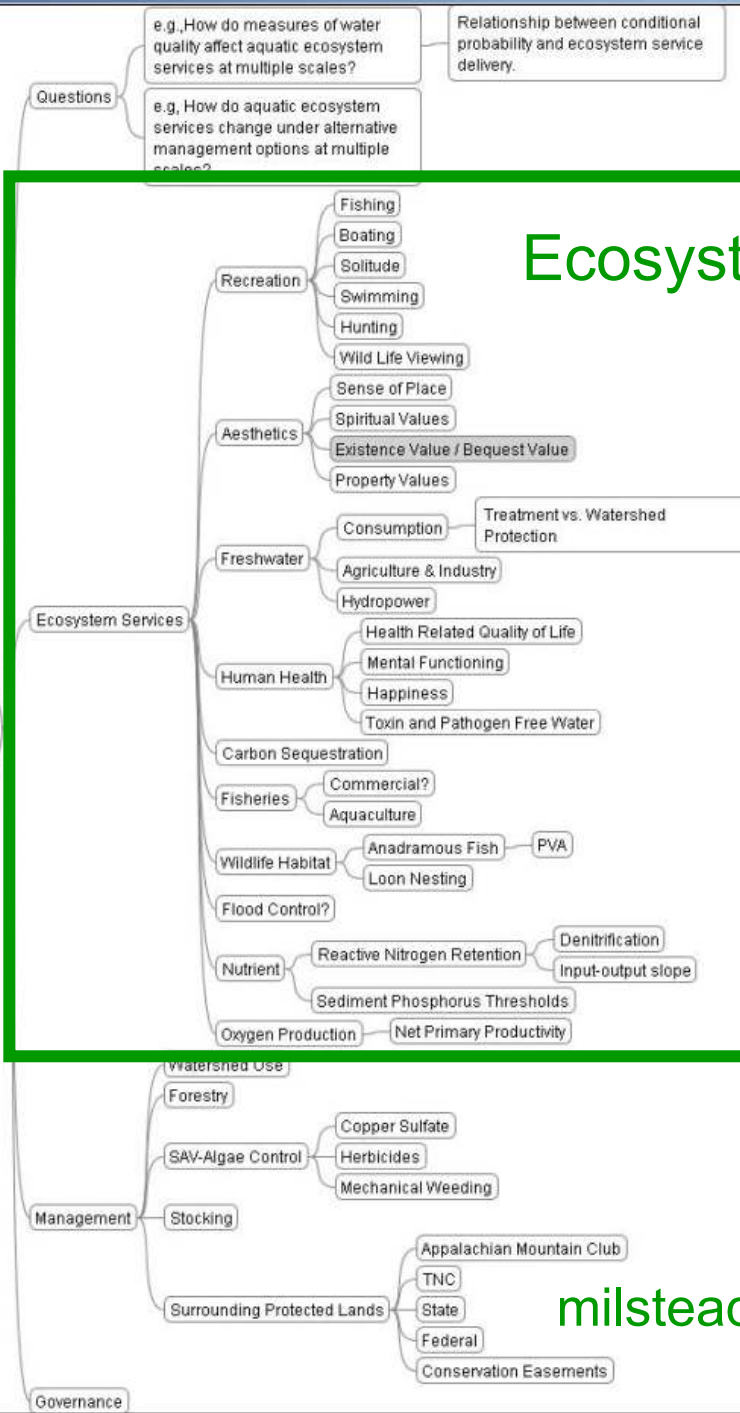 e.g.,How do measures of water
quality affect aquatic ecosystem
services at multiple scales?
Relationship between conditional
probability and ecosystem service
delivery.
Questions
e.g, How do aquatic ecosystem
services change under alternative
management options at multiple
scales?
Ecosyst
Fishing
Boating
Solitude
Recreation
Swimming
Hunting
Wild Life Viewing
Sense of Place
Spiritual Values
Aesthetics
Existence Value / Bequest Value
Property Values
Treatment vs. Watershed
Protection
Consumption
Freshwater
Agriculture & Industry
Hydropower
Ecosystem Services
Health Related Quality of Life
Mental Functioning
Human Health
Happiness
Toxin and Pathogen Free Water
Carbon Sequestration
Commercial?
Fisheries
Aquaculture
Anadramous Fish
PVA
Wildlife Habitat
Loon Nesting
Flood Control?
Denitrification
Reactive Nitrogen Retention
Input-output slope
Nutrient
Sediment Phosphorus Thresholds
Oxygen Production
Net Primary Productivity
Watershed Use
Forestry
Copper Sulfate
SAV-Algae Control
Herbicides
Mechanical Weeding
Management
Stocking
Appalachian Mountain Club
TNC
Surrounding Protected Lands
State
Federal
Conservation Easements
milstead
Governance